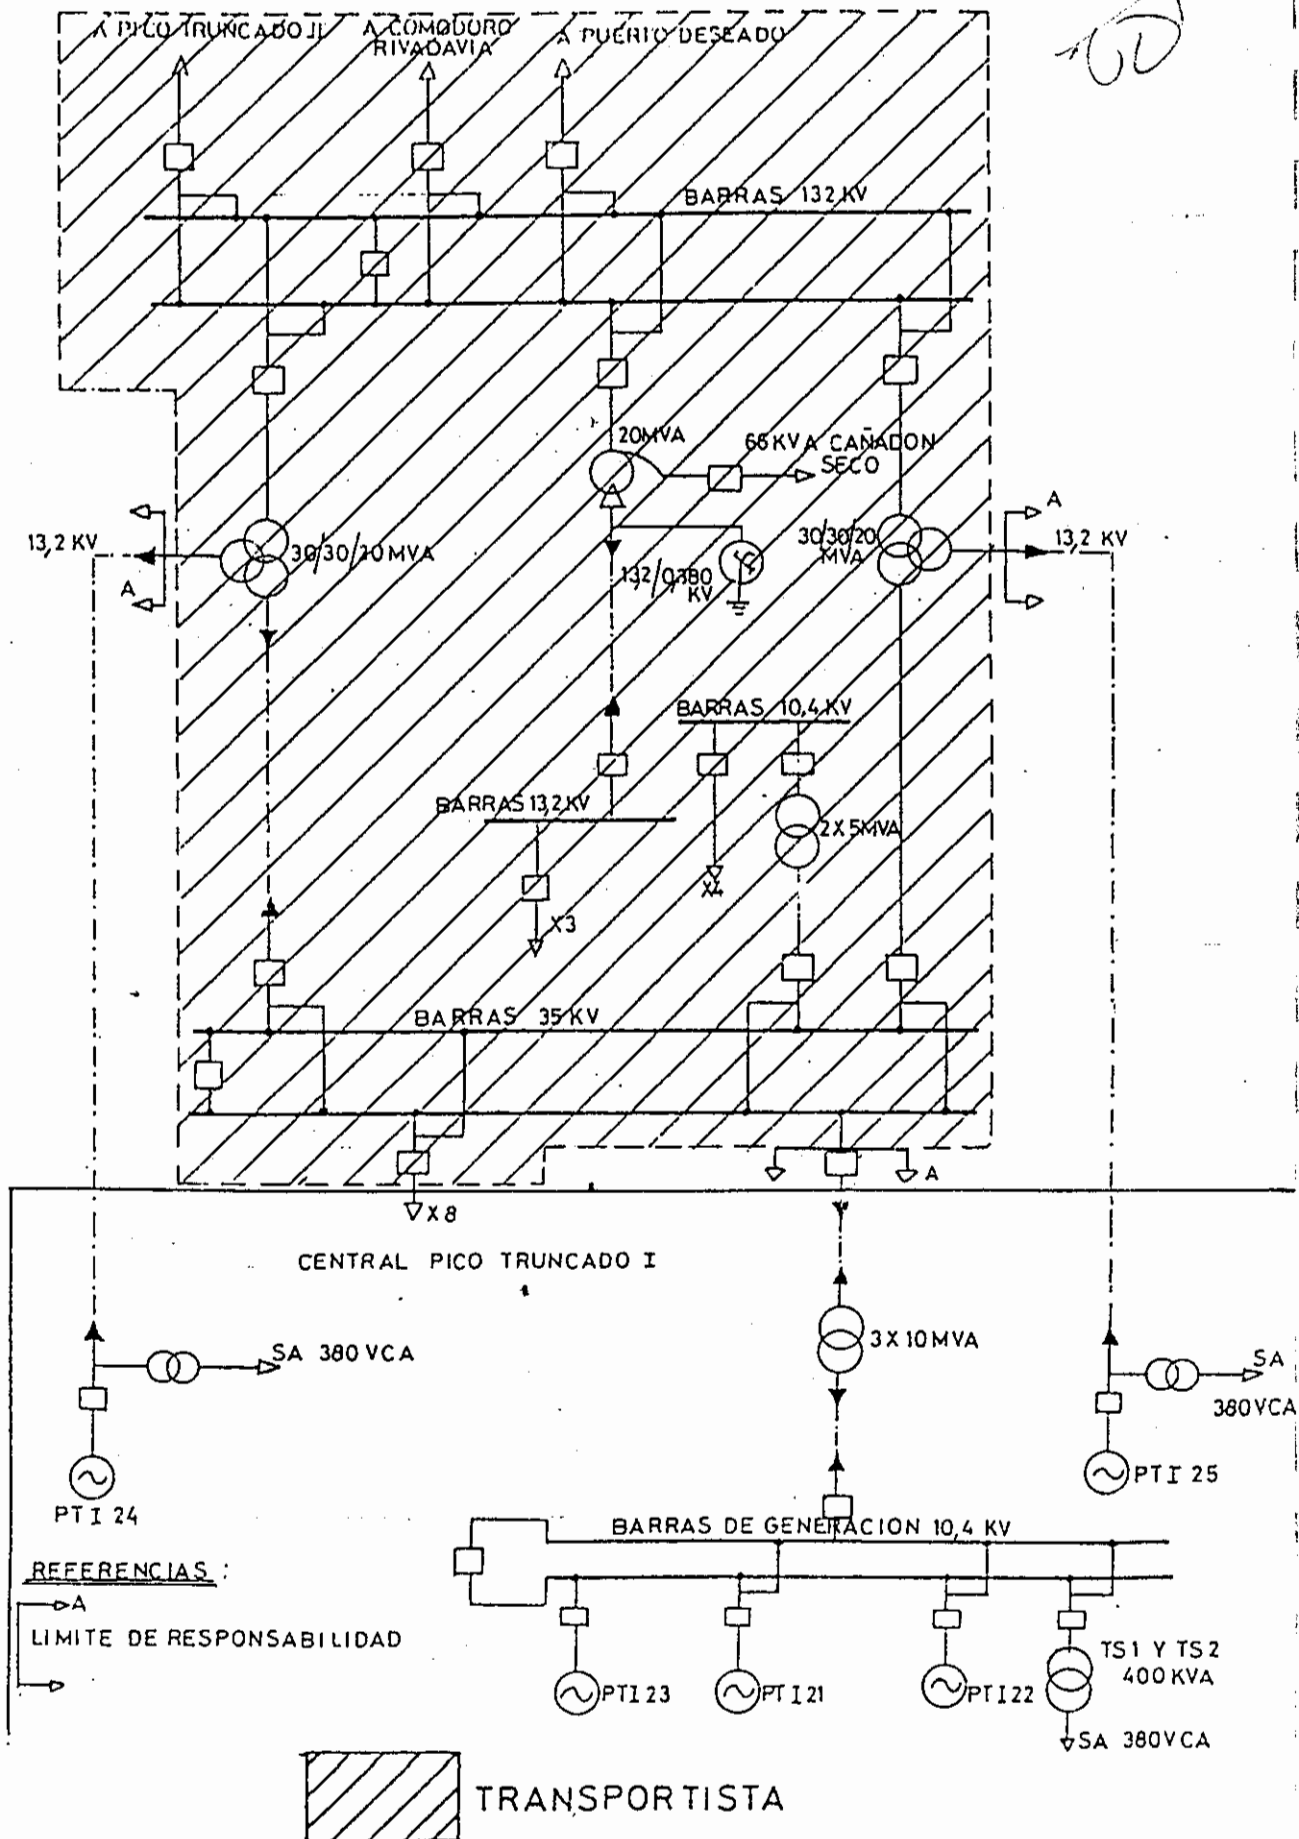 A PICO TRUNCADO II
A COMODORO
RIVADAVIA
A PUERTO DESEADO
BARRAS 132 KV
20MVA
66KV A CAÑADON
SECO
13,2 KV
A
30/30/20 MVA
132/0,380
KV
30/30/20
MVA
A
13,2 KV
BARRAS 10,4 KV
BARRAS 13,2 KV
2X5MVA
X4
X3
BARRAS 35 KV
A
X8
CENTRAL PICO TRUNCADO I
3 X 10 MVA
SA 380 VCA
SA
380 VCA
PT I 24
PT I 25
BARRAS DE GENERACION 10,4 KV
REFERENCIAS :
A
LIMITE DE RESPONSABILIDAD
PTI 23
PT I 21
PT I 22
TS1 Y TS2
400 KVA
SA 380VCA
TRANSPORTISTA